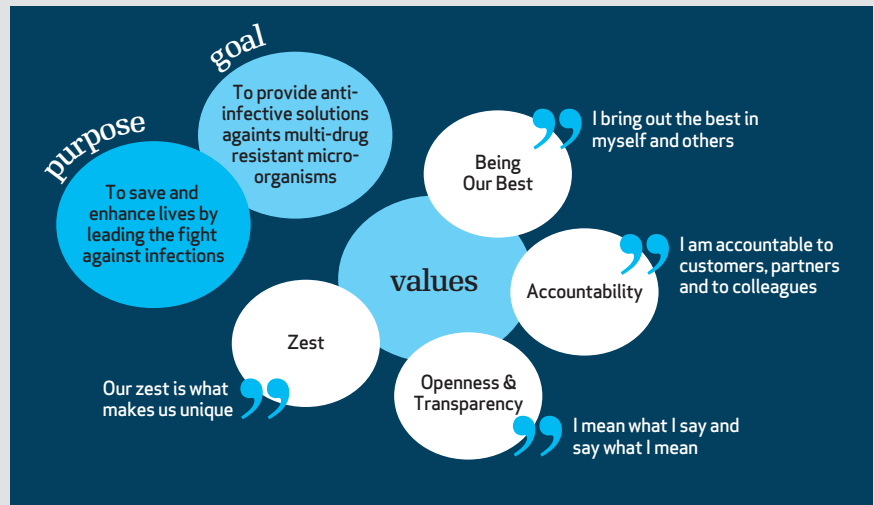 goal
To provide anti-
infective solutions
againts multi-drug
resistant micro-
organisms
purpose
To save and
enhance lives by
leading the fight
against infections
values
Being
Our Best
I bring out the best in
myself and others
Accountability
I am accountable to
customers, partners
and to colleagues
Openness &
Transparency
I mean what I say and
say what I mean
Zest
Our zest is what
makes us unique